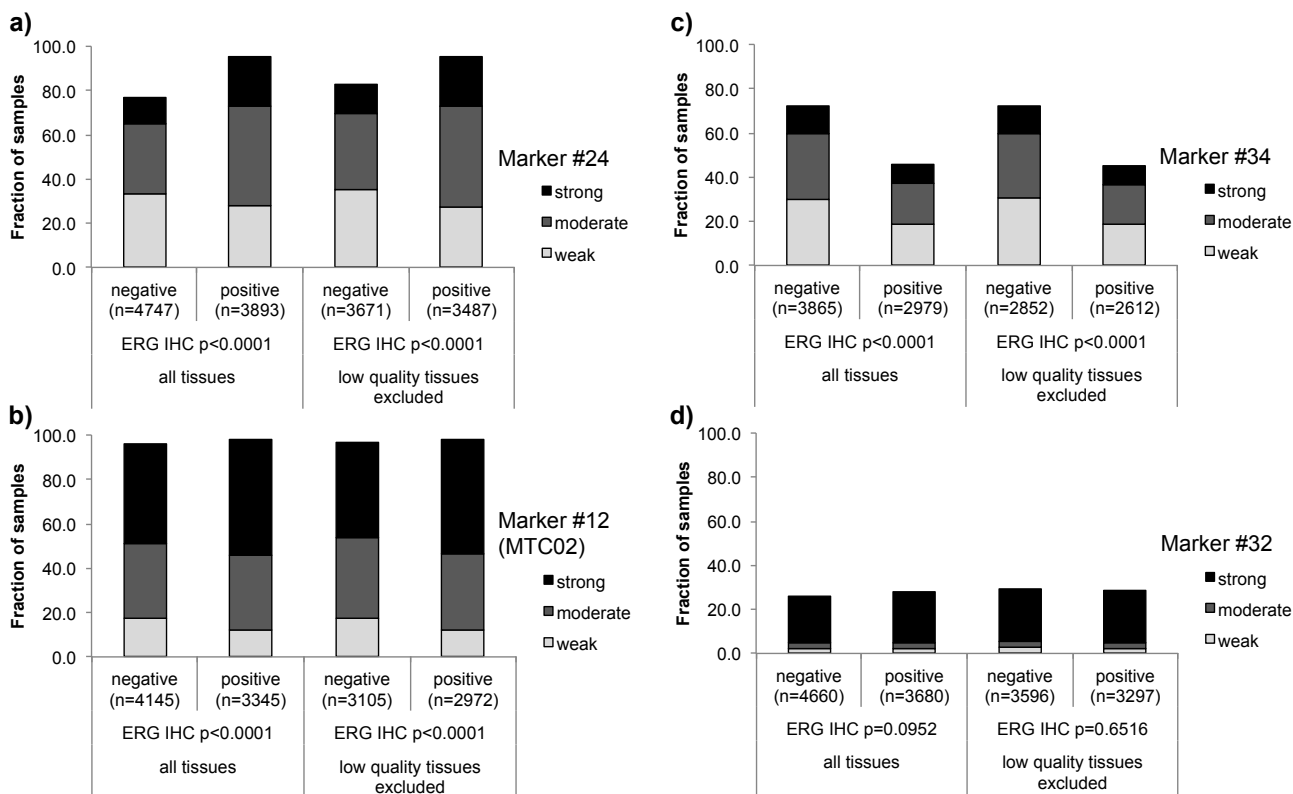 a)
Fraction of samples
100.0
80.0
60.0
40.0
20.0
0.0
Marker #24
strong
moderate
weak
negative
(n=4747)
positive
(n=3893)
negative
(n=3671)
positive
(n=3487)
ERG IHC p<0.0001
ERG IHC p<0.0001
all tissues
low quality tissues
excluded
b)
Fraction of samples
100.0
80.0
60.0
40.0
20.0
0.0
Marker #12
(MTC02)
strong
moderate
weak
negative
(n=4145)
positive
(n=3345)
negative
(n=3105)
positive
(n=2972)
ERG IHC p<0.0001
ERG IHC p<0.0001
all tissues
low quality tissues
excluded
c)
Fraction of samples
100.0
80.0
60.0
40.0
20.0
0.0
Marker #34
strong
moderate
weak
negative
(n=3865)
positive
(n=2979)
negative
(n=2852)
positive
(n=2612)
ERG IHC p<0.0001
ERG IHC p<0.0001
all tissues
low quality tissues
excluded
d)
Fraction of samples
100.0
80.0
60.0
40.0
20.0
0.0
Marker #32
strong
moderate
weak
negative
(n=4660)
positive
(n=3680)
negative
(n=3596)
positive
(n=3297)
ERG IHC p=0.0952
ERG IHC p=0.6516
all tissues
low quality tissues
excluded